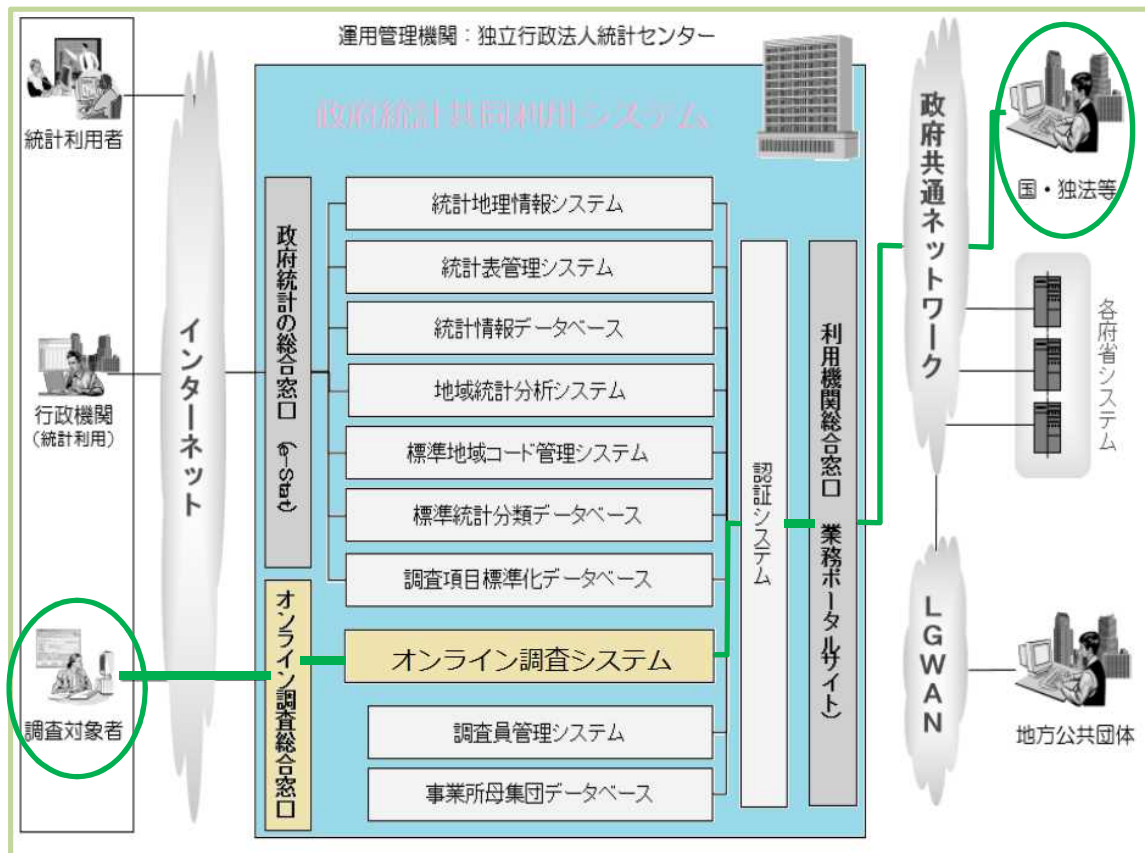 運用管理機関：独立行政法人統計センター
政府統計共同利用システム
統計利用者
行政機関
（統計利用）
調査対象者
インターネット
政府統計の総合窓口（e-Stat）
オンライン調査総合窓口
統計地理情報システム
統計表管理システム
統計情報データベース
地域統計分析システム
標準地域コード管理システム
標準統計分類データベース
調査項目標準化データベース
オンライン調査システム
調査員管理システム
事業所母集団データベース
認証システム
利用機関総合窓口（業務ポータルサイト）
政府共通ネットワーク
国・独法等
各府省システム
LGWAN
地方公共団体